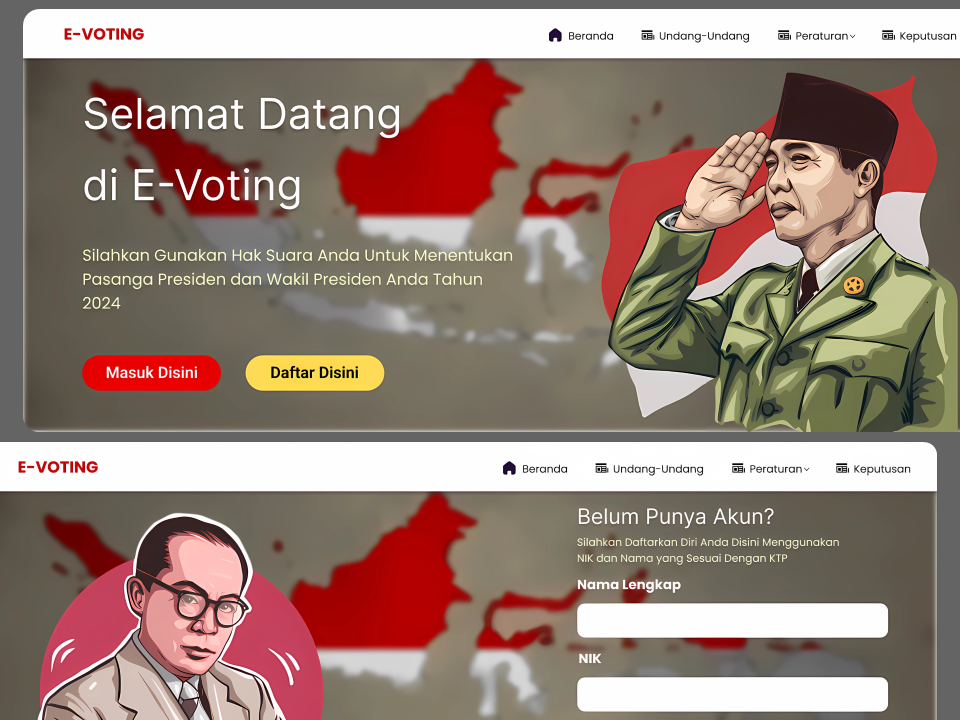 E-VOTING
Beranda
Undang-Undang
Peraturan
Keputusan
Selamat Datang
di E-Voting
Silahkan Gunakan Hak Suara Anda Untuk Menentukan
Pasanga Presiden dan Wakil Presiden Anda Tahun
2024
Masuk Disini
Daftar Disini
E-VOTING
Beranda
Undang-Undang
Peraturan
Keputusan
Belum Punya Akun?
Silahkan Daftarkan Diri Anda Disini Menggunakan
NIK dan Nama yang Sesuai Dengan KTP
Nama Lengkap
NIK